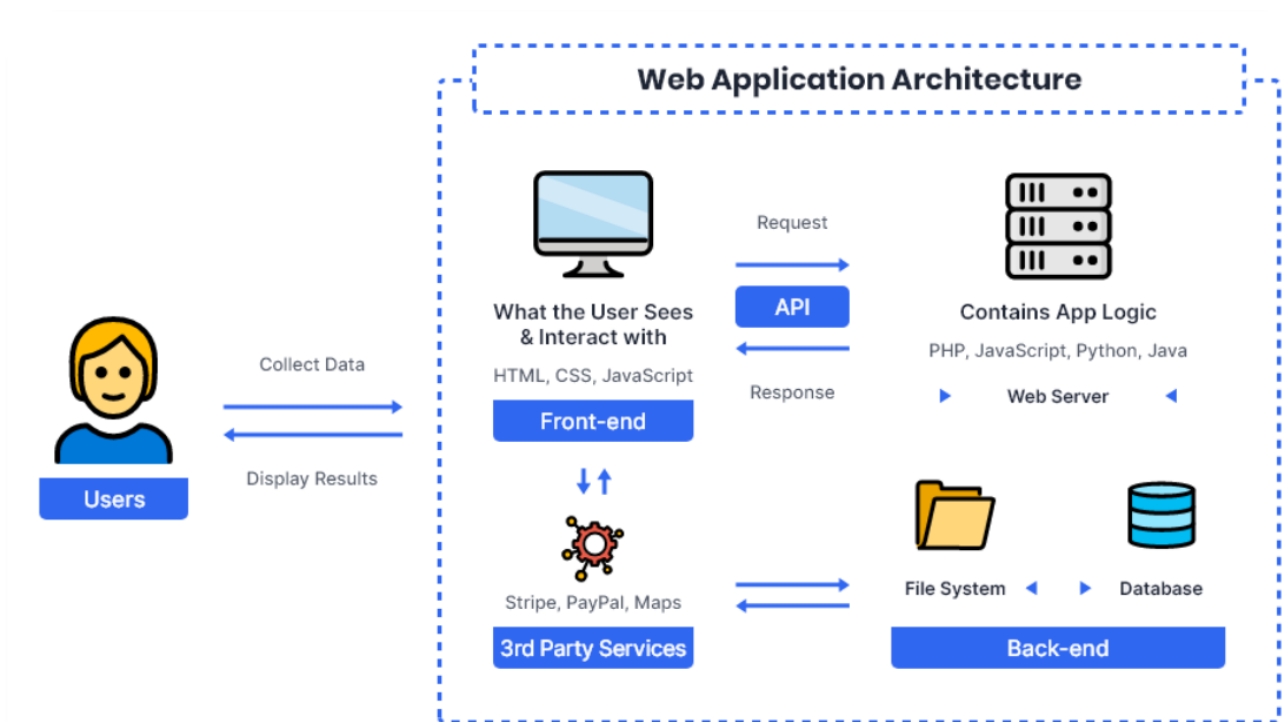 Web Application Architecture
Users
Collect Data
Display Results
What the User Sees
& Interact with
HTML, CSS, JavaScript
Front-end
Request
API
Response
Contains App Logic
PHP, JavaScript, Python, Java
Web Server
Stripe, PayPal, Maps
3rd Party Services
File System
Database
Back-end